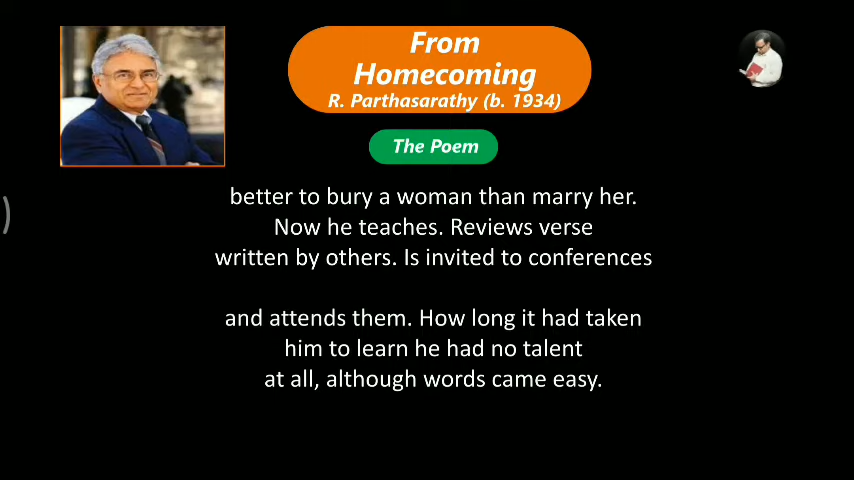 From
Homecoming
R. Parthasarathy (b. 1934)
The Poem
better to bury a woman than marry her.
Now he teaches. Reviews verse
written by others. Is invited to conferences
and attends them. How long it had taken
him to learn he had no talent
at all, although words came easy.